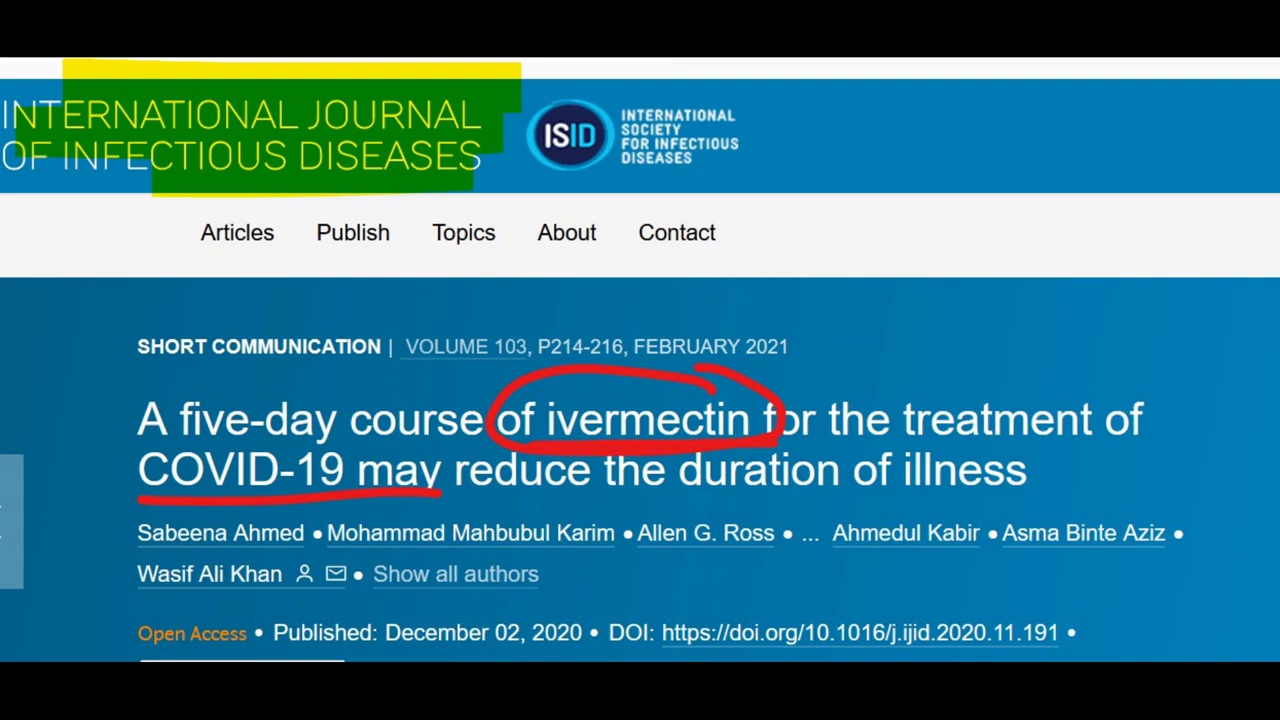 INTERNATIONAL JOURNAL
OF INFECTIOUS DISEASES
ISID
INTERNATIONAL
SOCIETY
FOR INFECTIOUS
DISEASES
Articles Publish Topics About Contact
SHORT COMMUNICATION | VOLUME 103, P214-216, FEBRUARY 2021
A five-day course of ivermectin for the treatment of
COVID-19 may reduce the duration of illness
Sabeena Ahmed • Mohammad Mahbubul Karim • Allen G. Ross • ... Ahmedul Kabir • Asma Binte Aziz •
Wasif Ali Khan • Show all authors
Open Access • Published: December 02, 2020 • DOI: https://doi.org/10.1016/j.ijid.2020.11.191 •